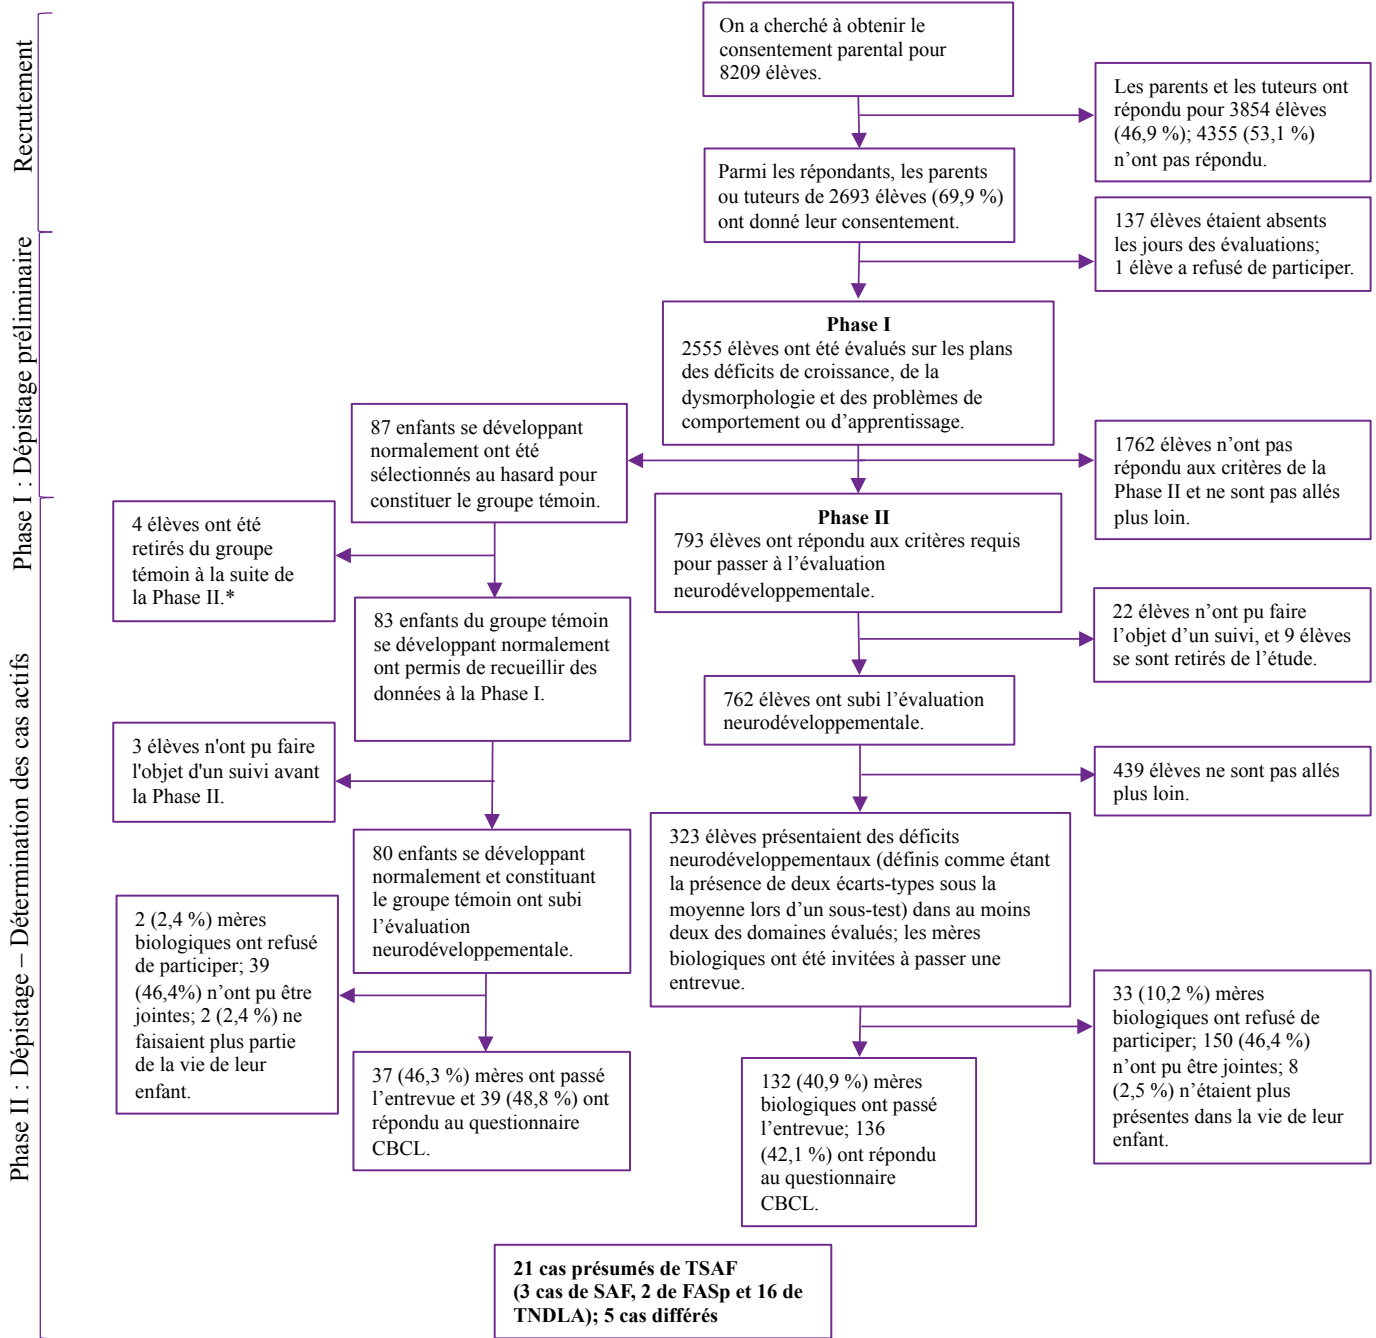 Recrutement
On a cherché à obtenir le
consentement parental pour
8209 élèves.
Les parents et les tuteurs ont
répondu pour 3854 élèves
(46,9 %); 4355 (53,1 %)
n’ont pas répondu.
Parmi les répondants, les parents
ou tuteurs de 2693 élèves (69,9 %)
ont donné leur consentement.
Phase I : Dépistage préliminaire
137 élèves étaient absents
les jours des évaluations;
1 élève a refusé de participer.
Phase I
2555 élèves ont été évalués sur les plans
des déficits de croissance, de la
dysmorphologie et des problèmes de
comportement ou d’apprentissage.
87 enfants se développant
normalement ont été
sélectionnés au hasard pour
constituer le groupe témoin.
1762 élèves n’ont pas
répondu aux critères de la
Phase II et ne sont pas allés
plus loin.
Phase II : Dépistage – Détermination des cas actifs
4 élèves ont été
retirés du groupe
témoin à la suite de
la Phase II.*
Phase II
793 élèves ont répondu aux critères requis
pour passer à l’évaluation
neurodéveloppementale.
83 enfants du groupe témoin
se développant normalement
ont permis de recueillir des
données à la Phase I.
22 élèves n’ont pu faire
l’objet d’un suivi, et 9 élèves
se sont retirés de l’étude.
762 élèves ont subi l’évaluation
neurodéveloppementale.
3 élèves n'ont pu faire
l'objet d'un suivi avant
la Phase II.
439 élèves ne sont pas allés
plus loin.
80 enfants se développant
normalement et constituant
le groupe témoin ont subi
l’évaluation
neurodéveloppementale.
323 élèves présentaient des déficits
neurodéveloppementaux (définis comme étant
la présence de deux écarts-types sous la
moyenne lors d’un sous-test) dans au moins
deux des domaines évalués; les mères
biologiques ont été invitées à passer une
entrevue.
2 (2,4 %) mères
biologiques ont refusé
de participer; 39
(46,4%) n’ont pu être
jointes; 2 (2,4 %) ne
faisaient plus partie
de la vie de leur
enfant.
33 (10,2 %) mères
biologiques ont refusé de
participer; 150 (46,4 %)
n’ont pu être jointes; 8
(2,5 %) n’étaient plus
présentes dans la vie de leur
enfant.
37 (46,3 %) mères ont passé
l’entrevue et 39 (48,8 %) ont
répondu au questionnaire
CBCL.
132 (40,9 %) mères
biologiques ont passé
l’entrevue; 136
(42,1 %) ont répondu
au questionnaire
CBCL.
21 cas présumés de TSAF
(3 cas de SAF, 2 de FASp et 16 de
TNDLA); 5 cas différés